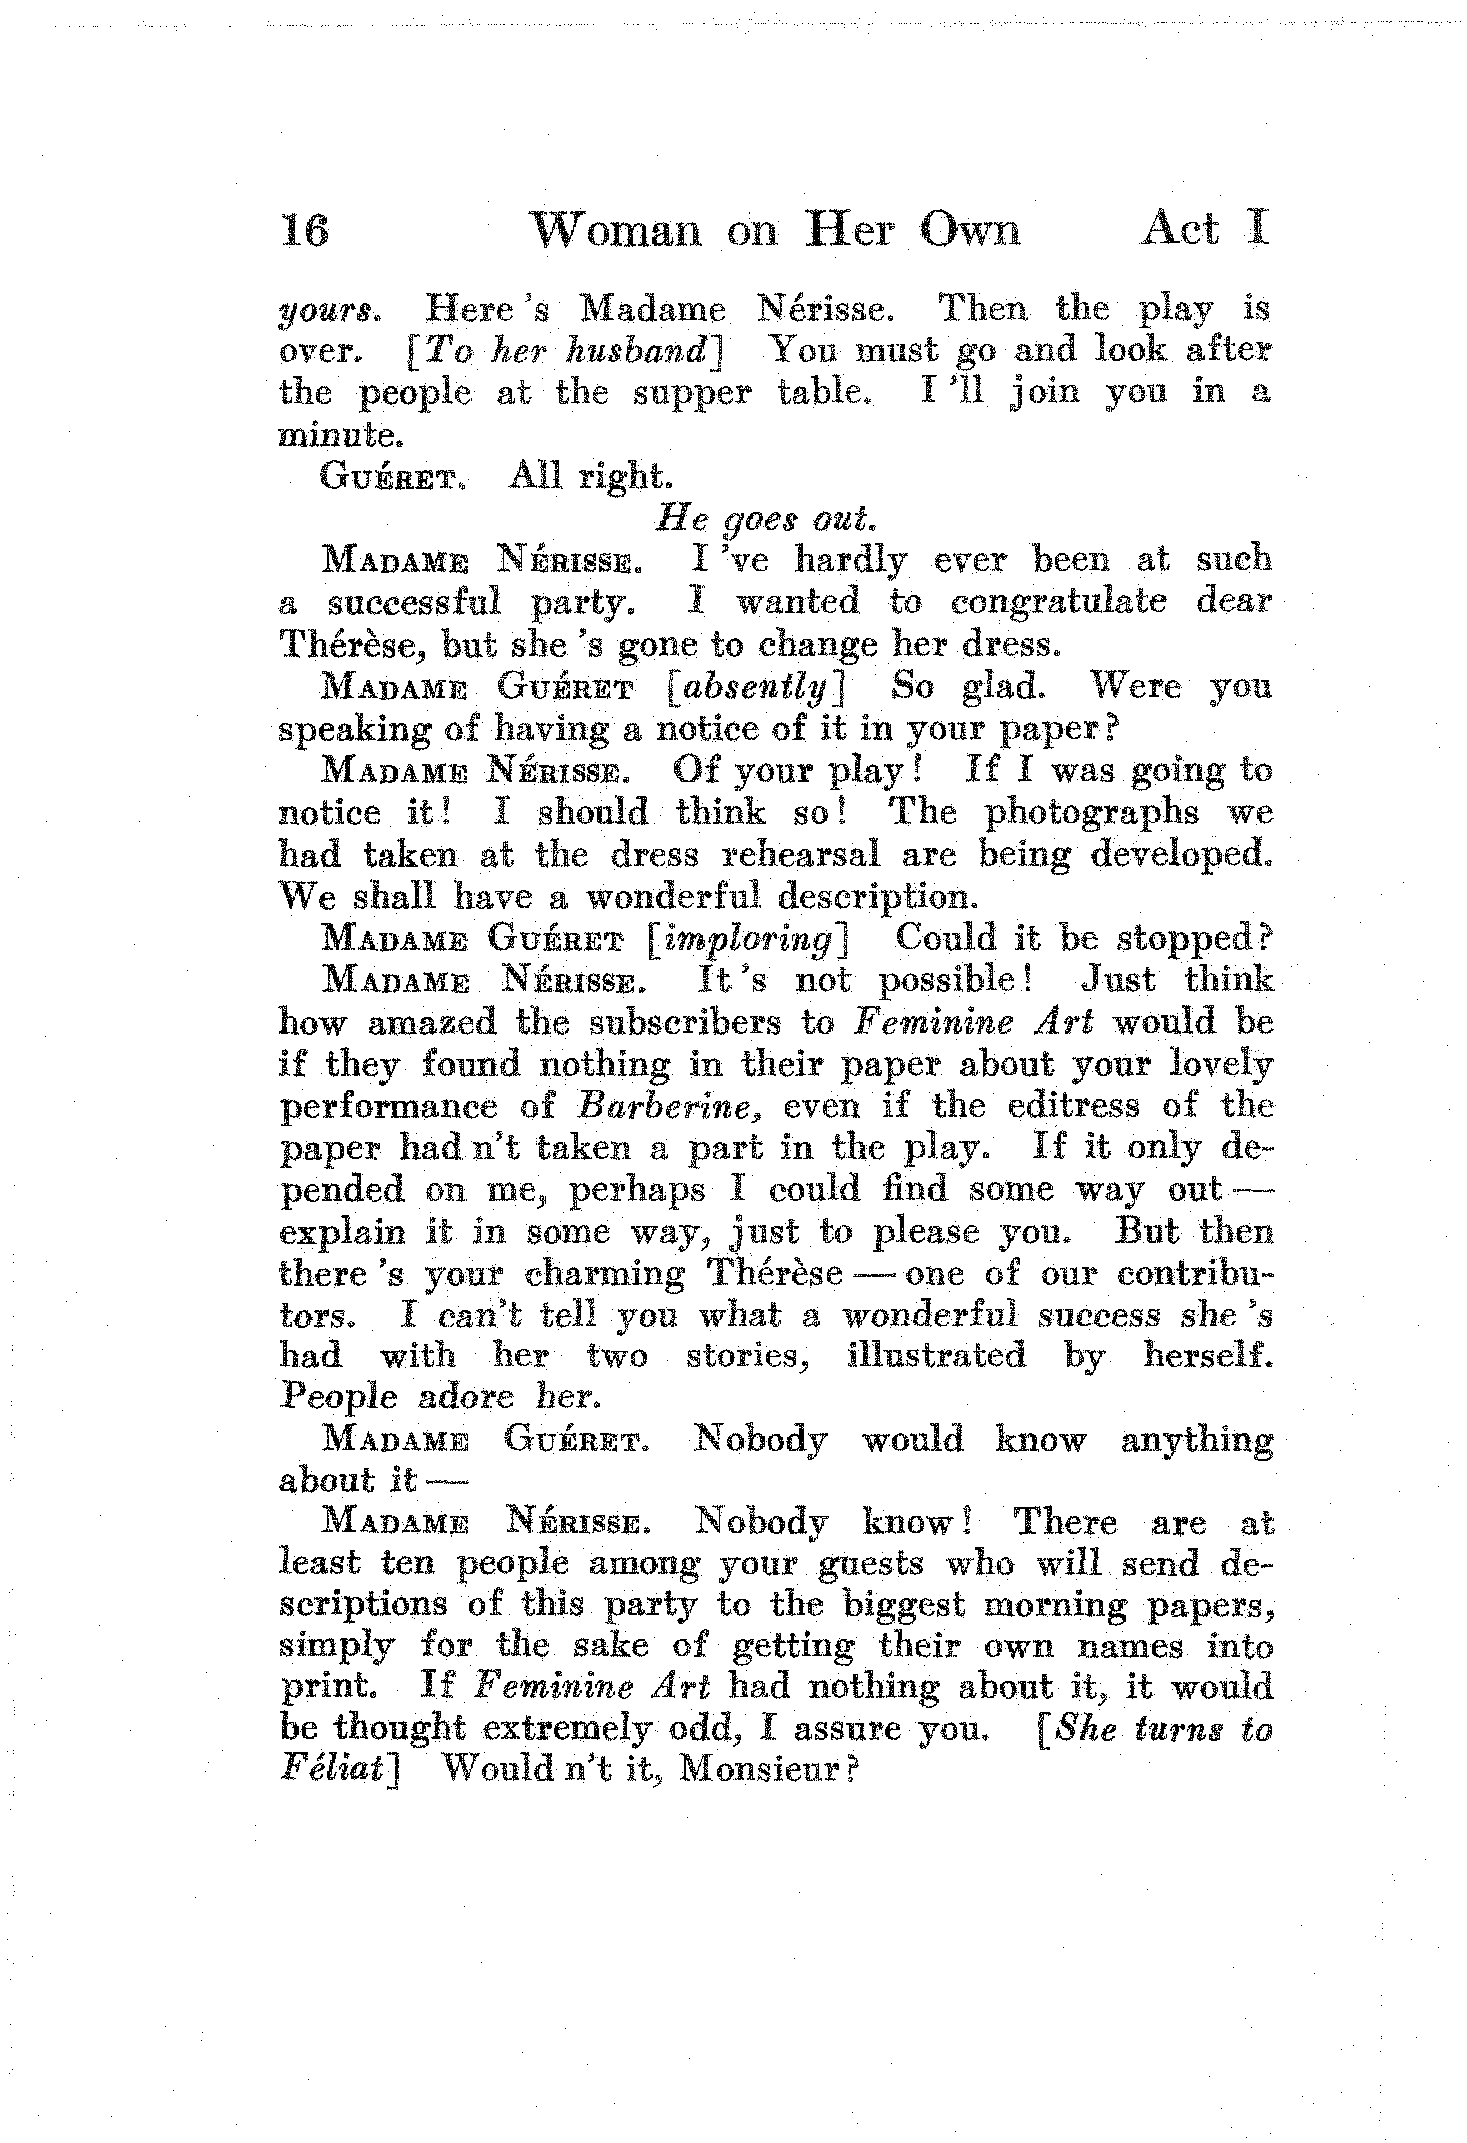 16 Woman on Her Own Act I
yours. Here 's Madame Nérisse. Then the play is
over. [To her husband] You must go and look after
the people at the supper table. I 'll join you in a
minute.
GUÉRET. All right.
He goes out.
MADAME NÉRISSE. I 've hardly ever been at such
a successful party. I wanted to congratulate dear
Thérèse, but she 's gone to change her dress.
MADAME GUÉRET [absently] So glad. Were you
speaking of having a notice of it in your paper?
MADAME NÉRISSE. Of your play! If I was going to
notice it! I should think so! The photographs we
had taken at the dress rehearsal are being developed.
We shall have a wonderful description.
MADAME GUÉRET [imploring] Could it be stopped?
MADAME NÉRISSE. It 's not possible! Just think
how amazed the subscribers to Feminine Art would be
if they found nothing in their paper about your lovely
performance of Barberine, even if the editress of the
paper had n't taken a part in the play. If it only de-
pended on me, perhaps I could find some way out —
explain it in some way, just to please you. But then
there 's your charming Thérèse — one of our contribu-
tors. I can't tell you what a wonderful success she 's
had with her two stories, illustrated by herself.
People adore her.
MADAME GUÉRET. Nobody would know anything
about it —
MADAME NÉRISSE. Nobody know! There are at
least ten people among your guests who will send de-
scriptions of this party to the biggest morning papers,
simply for the sake of getting their own names into
print. If Feminine Art had nothing about it, it would
be thought extremely odd, I assure you. [She turns to
Féliat] Would n't it, Monsieur?